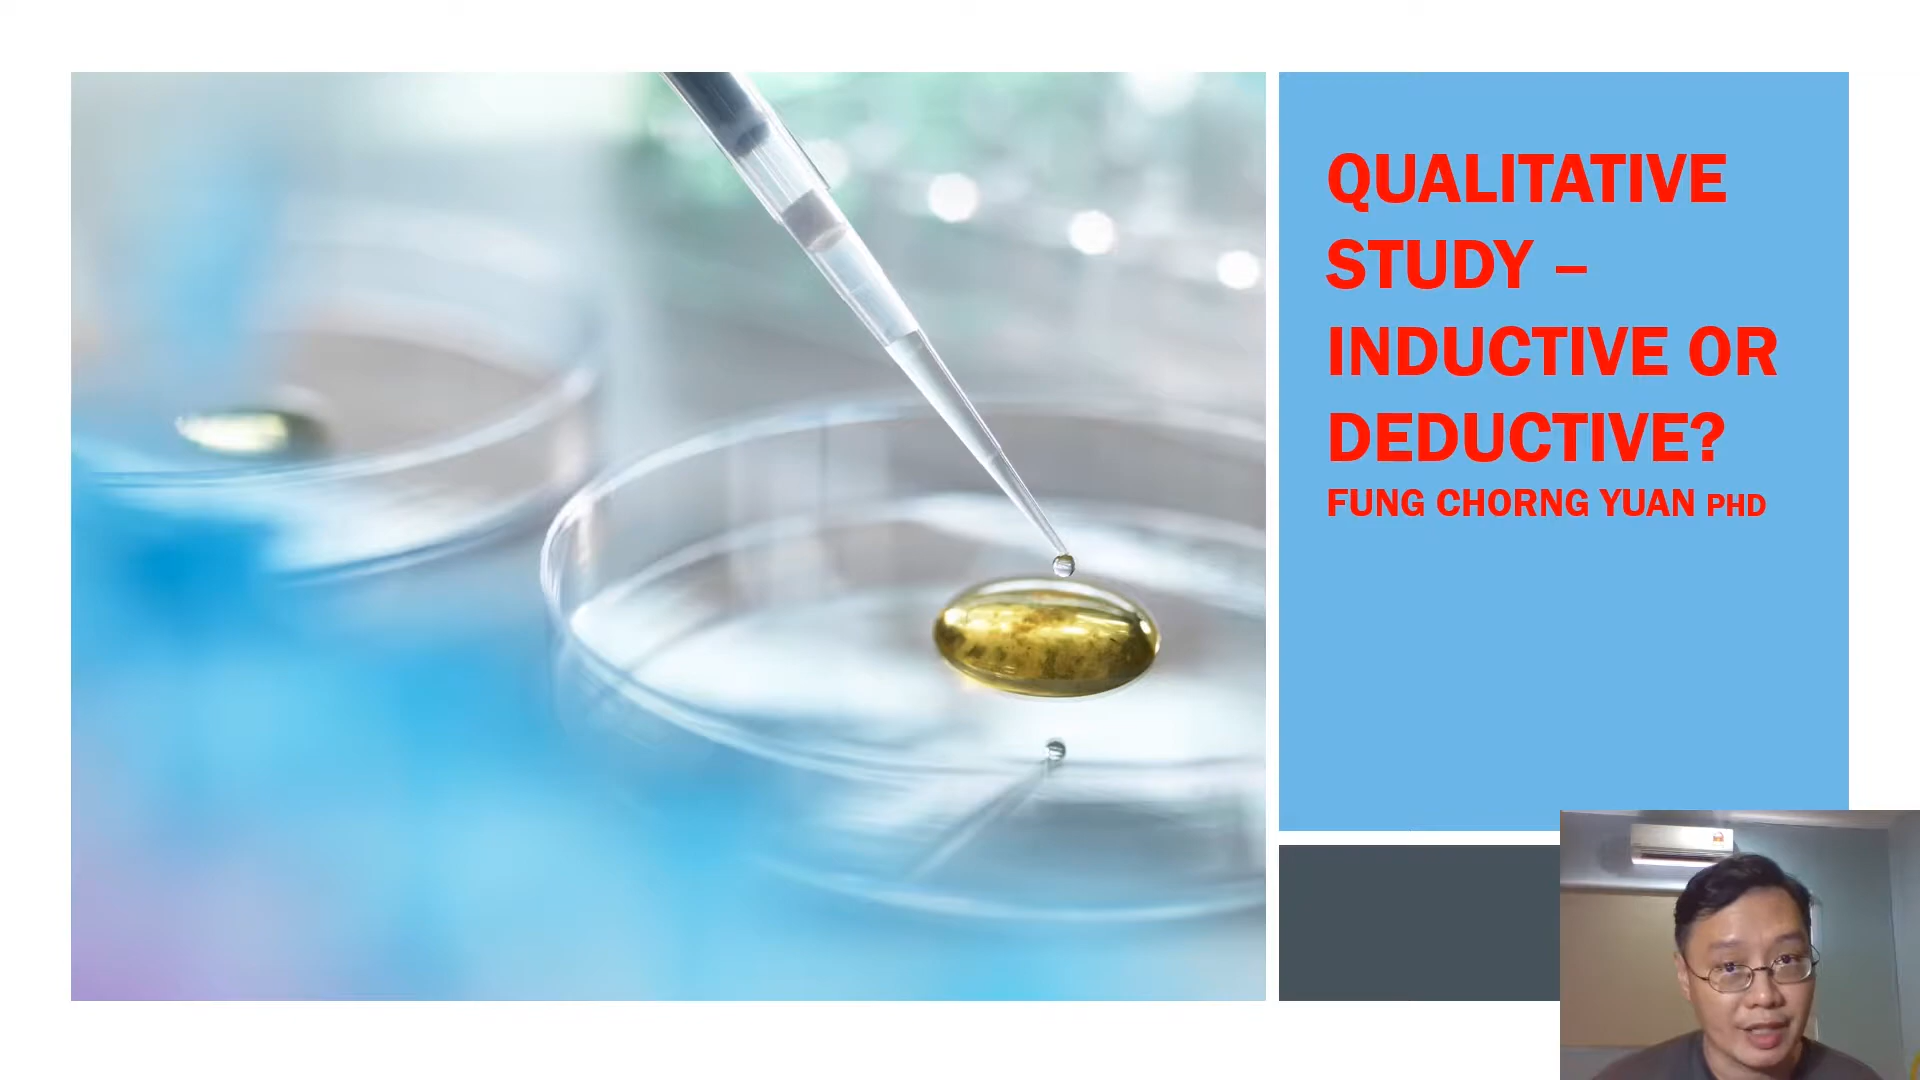 QUALITATIVE
STUDY –
INDUCTIVE OR
DEDUCTIVE?
FUNG CHORNG YUAN PHD